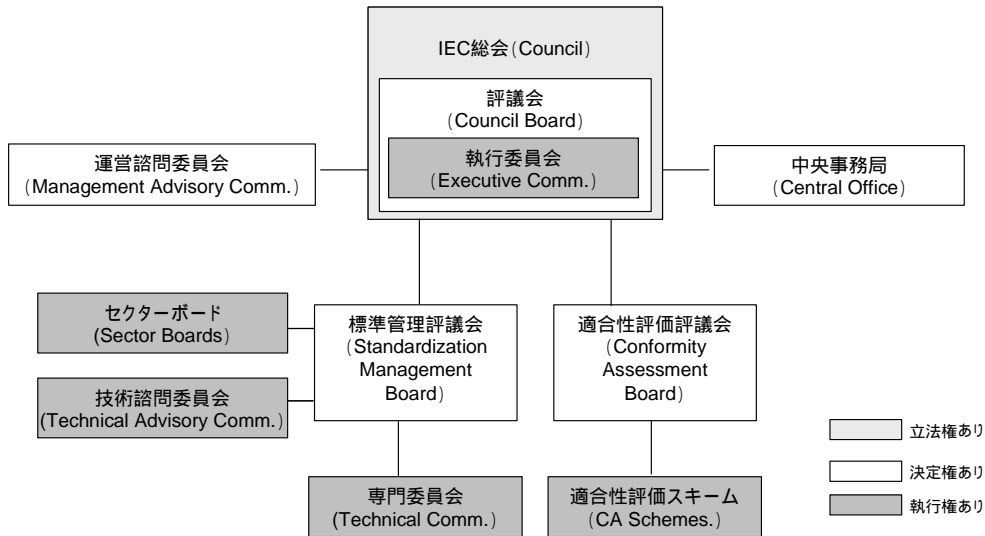 IEC総会(Council)
評議会
(Council Board)
執行委員会
(Executive Comm.)
運営諮問委員会
(Management Advisory Comm.)
中央事務局
(Central Office)
セクターボード
(Sector Boards)
技術諮問委員会
(Technical Advisory Comm.)
標準管理評議会
(Standardization
Management
Board)
適合性評価評議会
(Conformity
Assessment
Board)
専門委員会
(Technical Comm.)
適合性評価スキーム
(CA Schemes.)
立法権あり
決定権あり
執行権あり